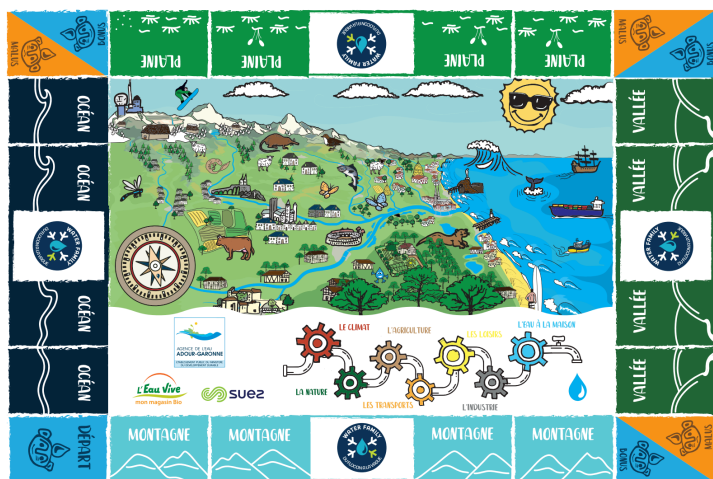 MALUS
BONUS
PLAINE
PLAINE
WATER FAMILY
PLAINE
PLAINE
MALUS
BONUS
OCÉAN
OCÉAN
WATER FAMILY
OCÉAN
OCÉAN
VALLÉE
VALLÉE
WATER FAMILY
VALLÉE
VALLÉE
AGENCE DE L'EAU
ADOUR-GARONNE
L'Eau Vive
mon magasin Bio
suez
LE CLIMAT
L'AGRICULTURE
LES LOISIRS
L'EAU À LA MAISON
LA NATURE
LES TRANSPORTS
L'INDUSTRIE
DÉPART
MONTAGNE
MONTAGNE
WATER FAMILY
MONTAGNE
MONTAGNE
BONUS
MALUS